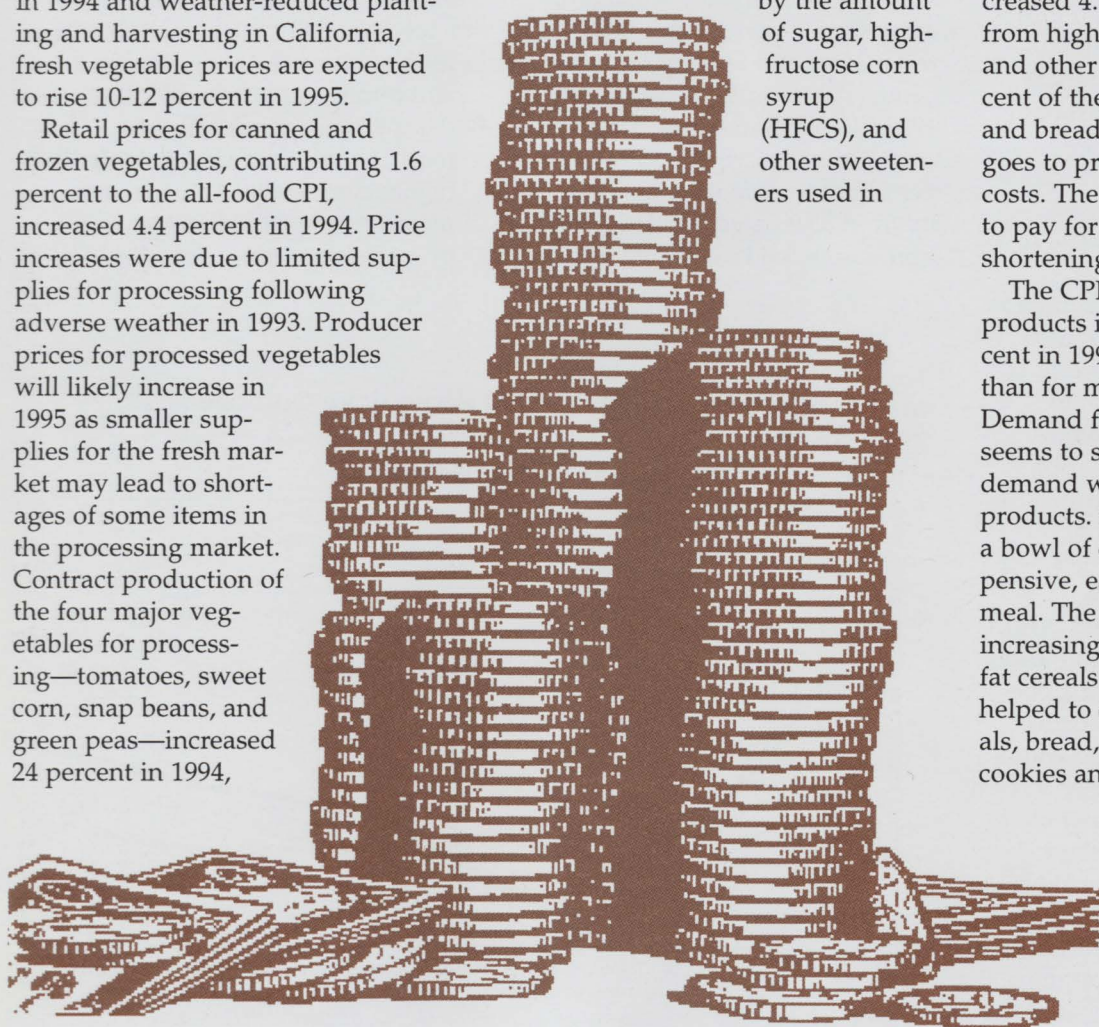 in 1994 and weather-reduced plant-
ing and harvesting in California,
fresh vegetable prices are expected
to rise 10-12 percent in 1995.
Retail prices for canned and
frozen vegetables, contributing 1.6
percent to the all-food CPI,
increased 4.4 percent in 1994. Price
increases were due to limited sup-
plies for processing following
adverse weather in 1993. Producer
prices for processed vegetables
will likely increase in
1995 as smaller sup-
plies for the fresh mar-
ket may lead to short-
ages of some items in
the processing market.
Contract production of
the four major veg-
etables for process-
ing—tomatoes, sweet
corn, snap beans, and
green peas—increased
24 percent in 1994,
by the amount
of sugar, high-
fructose corn
syrup
(HFCS), and
other sweeten-
ers used in
creased 4.
from high
and other
cent of the
and bread
goes to pr
costs. The
to pay for
shortening
The CPI
products i
cent in 199
than for m
Demand f
seems to s
demand w
products.
a bowl of
pensive, e
meal. The
increasing
fat cereals
helped to
als, bread,
cookies an